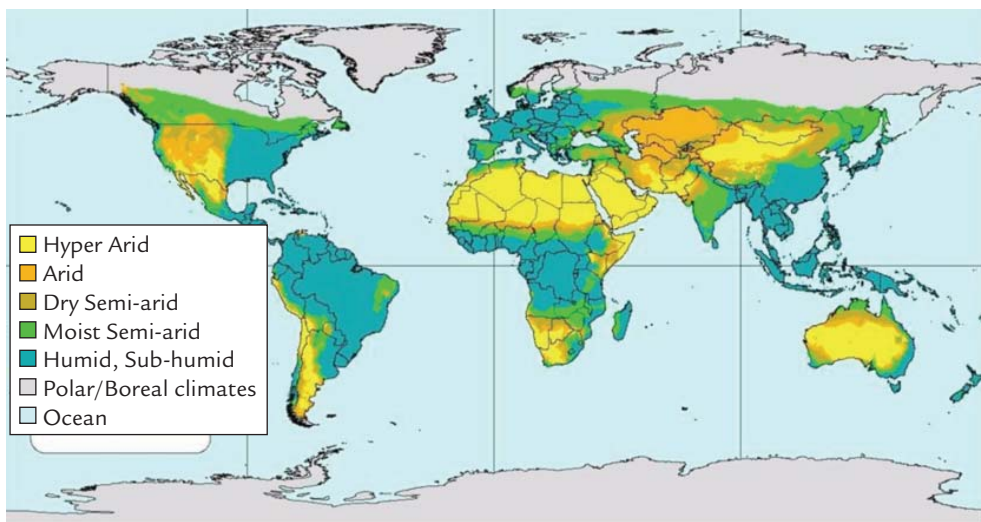 Hyper Arid
Arid
Dry Semi-arid
Moist Semi-arid
Humid, Sub-humid
Polar/Boreal climates
Ocean